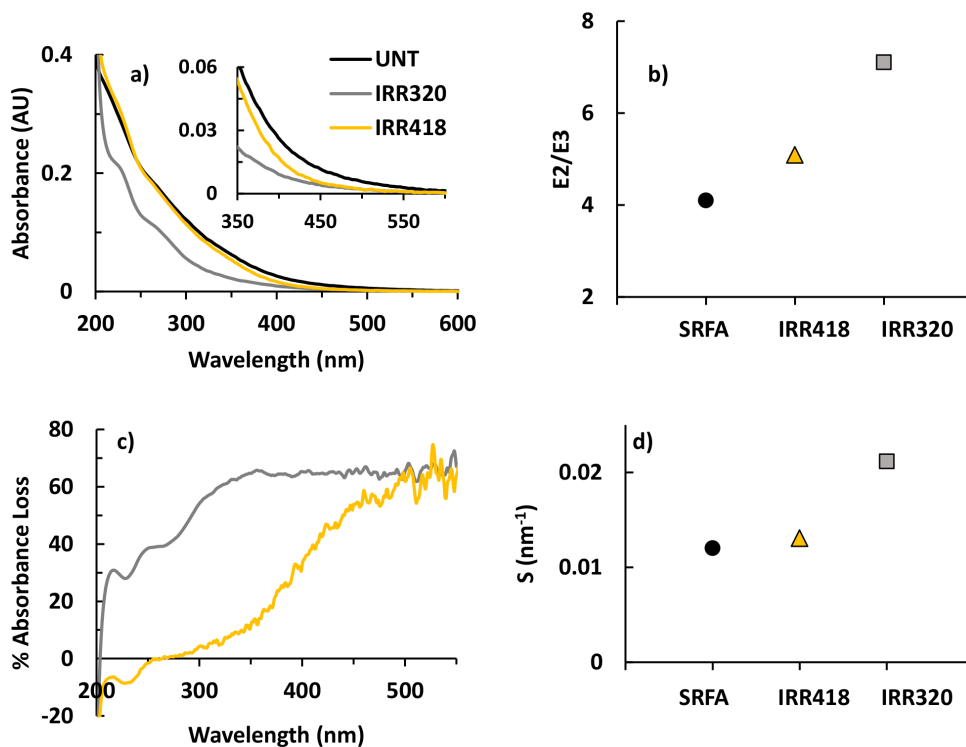 a)
Absorbance (AU)
0.4
0.2
0
200 300 400 500 600
Wavelength (nm)
0.06
0.03
0
350 450 550
UNT
IRR320
IRR418
b)
E2/E3
8
6
4
2
SRFA IRR418 IRR320
c)
% Absorbance Loss
80
60
40
20
0
-20
200 300 400 500
Wavelength (nm)
d)
S (nm⁻¹)
0.02
0.01
0
SRFA IRR418 IRR320